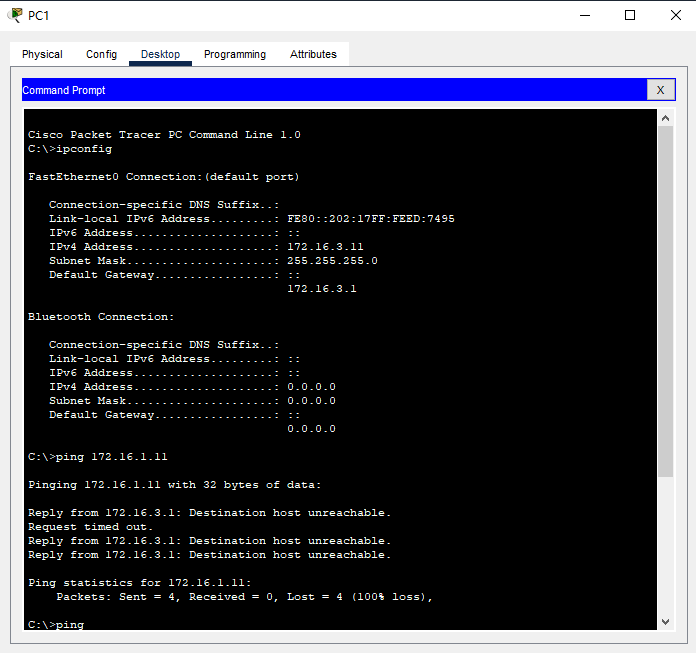 PC1
Physical Config Desktop Programming Attributes
Command Prompt X
Cisco Packet Tracer PC Command Line 1.0
C:\>ipconfig
FastEthernet0 Connection:(default port)
Connection-specific DNS Suffix..:
Link-local IPv6 Address.........: FE80::202:17FF:FEED:7495
IPv6 Address....................: ::
IPv4 Address....................: 172.16.3.11
Subnet Mask.....................: 255.255.255.0
Default Gateway.................: ::
172.16.3.1
Bluetooth Connection:
Connection-specific DNS Suffix..:
Link-local IPv6 Address.........: ::
IPv6 Address....................: ::
IPv4 Address....................: 0.0.0.0
Subnet Mask.....................: 0.0.0.0
Default Gateway.................: ::
0.0.0.0
C:\>ping 172.16.1.11
Pinging 172.16.1.11 with 32 bytes of data:
Reply from 172.16.3.1: Destination host unreachable.
Request timed out.
Reply from 172.16.3.1: Destination host unreachable.
Reply from 172.16.3.1: Destination host unreachable.
Ping statistics for 172.16.1.11:
Packets: Sent = 4, Received = 0, Lost = 4 (100% loss),
C:\>ping